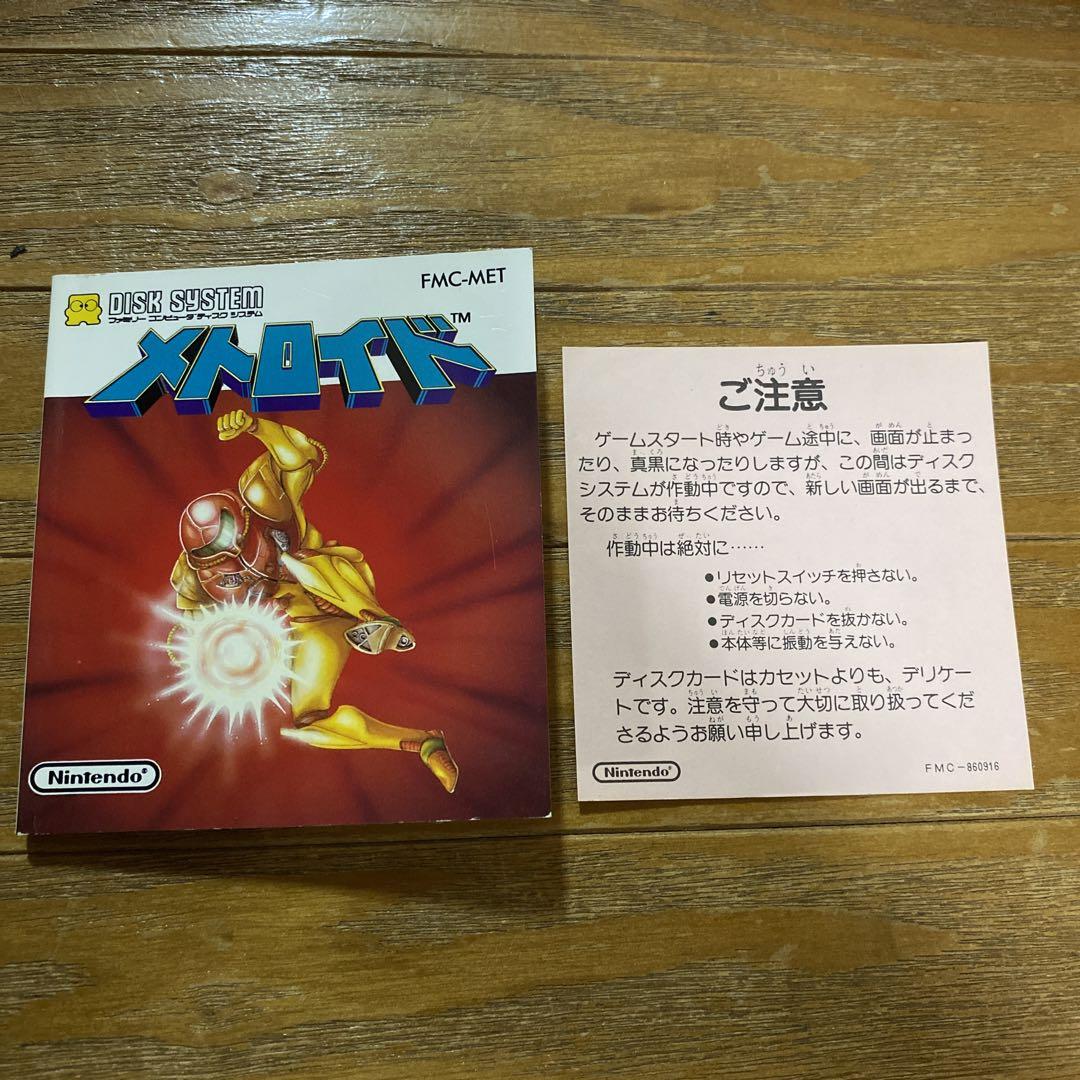 FMC-MET
DISK SYSTEM
ファミリー コンピュータ ディスク システム
メトロイド™
Nintendo®
ちゅうい
ご注意
ゲームスタート時やゲーム途中に、画面が止まっ
たり、真黒になったりしますが、この間はディスク
システムが作動中ですので、新しい画面が出るまで、
そのままお待ちください。
作動中は絶対に……
●リセットスイッチを押さない。
●電源を切らない。
●ディスクカードを抜かない。
●本体等に振動を与えない。
ディスクカードはカセットよりも、デリケー
トです。注意を守って大切に取り扱ってくだ
さるようお願い申し上げます。
Nintendo®
FMC-860916